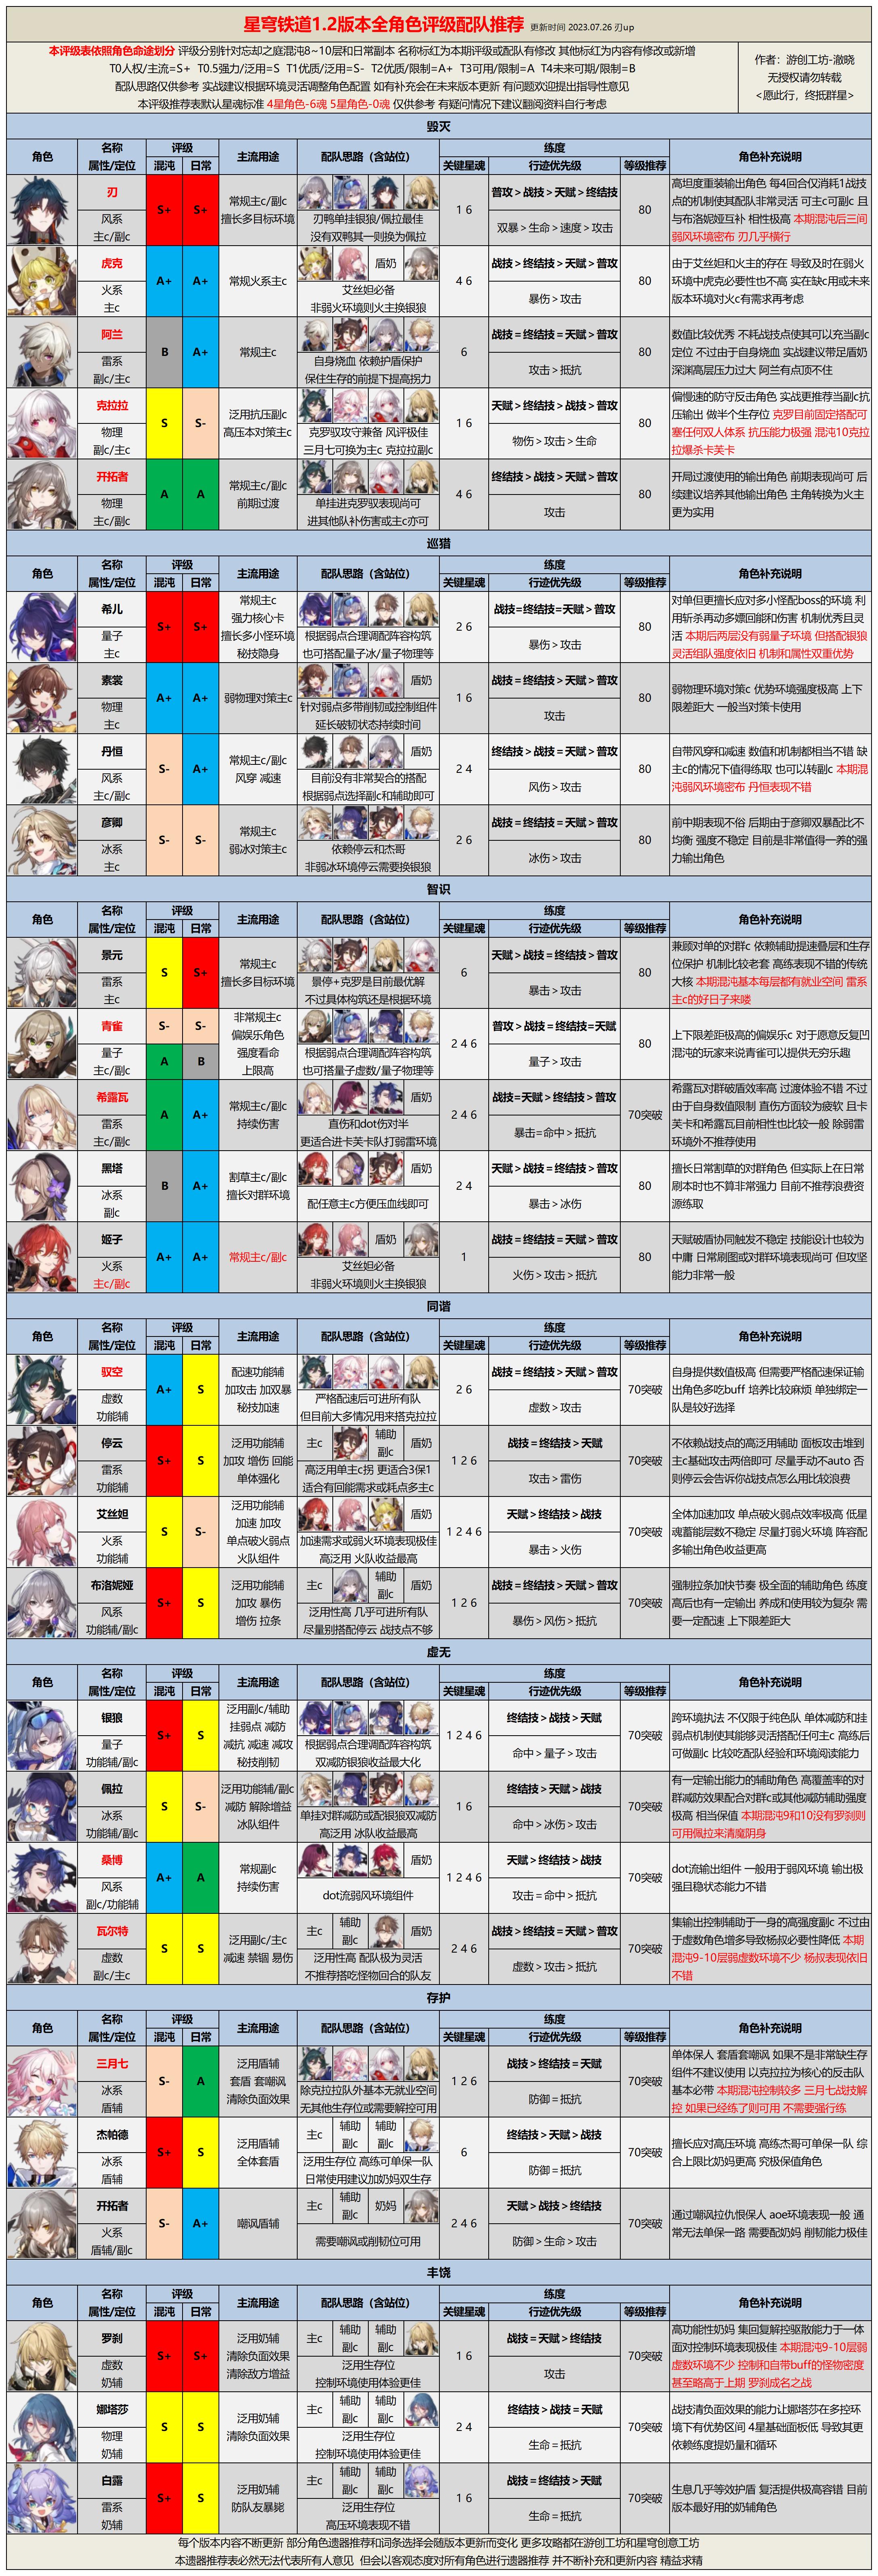 星穹铁道1.2版本全角色评级配队推荐 更新时间 2023.07.26 刃up
本评级表依照角色命途划分 评级分别针对忘却之庭混沌8~10层和日常副本 名称标红为本期评级或配队有修改 其他标红为内容有修改或新增
T0人权/主流=S+ T0.5强力/泛用=S T1优质/泛用=S- T2优质/限制=A+ T3可用/限制=A T4未来可期/限制=B
配队思路仅供参考 实战建议根据环境灵活调整角色配置 如有补充会在未来版本更新 有问题欢迎提出指导性意见
本评级推荐表默认星魂标准 4星角色-6魂 5星角色-0魂 仅供参考 有疑问情况下建议翻阅资料自行考虑
作者：游创工坊-澈晓
无授权请勿转载
<愿此行，终抵群星>
毁灭
角色 名称 评级 主流用途 配队思路（含站位） 练度 角色补充说明
属性/定位 混沌 日常 关键星魂 行迹优先级 等级推荐
刃
风系
主c/副c
S+ S+
常规主c/副c
擅长多目标环境
刃鸭单挂银狼/佩拉最佳
没有双鸭其一则换为佩拉
1 6
普攻 > 战技 > 天赋 > 终结技
双暴 > 生命 > 速度 > 攻击
80
高坦度重装输出角色 每4回合仅消耗1战技
点的机制使其配队非常灵活 可主c可副c 且
与布洛妮娅互补 相性极高 本期混沌后三间
弱风环境密布 刃几乎横行
虎克
火系
主c
A+ A+
常规火系主c
盾奶
艾丝妲必备
非弱火环境则火主换银狼
4 6
战技 > 终结技 > 天赋 > 普攻
暴伤 > 攻击
80
由于艾丝妲和火主的存在 导致及时在弱火
环境中虎克必要性也不高 实在缺c用或未来
版本环境对火c有需求再考虑
阿兰
雷系
副c/主c
B A+
常规主c
自身烧血 依赖护盾保护
保住生存的前提下提高拐力
6
战技 = 终结技 = 天赋 > 普攻
攻击 > 抵抗
80
数值比较优秀 不耗战技点使其可以充当副c
定位 不过由于自身烧血 实战建议带足盾奶
深渊高层压力过大 阿兰有点顶不住
克拉拉
物理
副c/主c
S S-
泛用抗压副c
高压本对策主c
克罗驭攻守兼备 风评极佳
三月七可换为主c 克拉拉副c
1 6
天赋 > 终结技 > 战技 > 普攻
物伤 > 攻击 > 生命
80
偏慢速的防守反击角色 实战更推荐当副c抗
压输出 做半个生存位 克罗目前固定搭配可
塞任何双人体系 抗压能力极强 混沌10克拉
拉爆杀卡芙卡
开拓者
物理
主c/副c
A A
常规主c/副c
前期过渡
单挂进克罗驭表现尚可
进其他队补伤害或主c亦可
4 6
终结技 > 战技 > 天赋 > 普攻
攻击
80
开局过渡使用的输出角色 前期表现尚可 后
续建议培养其他输出角色 主角转换为火主
更为实用
巡猎
角色 名称 评级 主流用途 配队思路（含站位） 练度 角色补充说明
属性/定位 混沌 日常 关键星魂 行迹优先级 等级推荐
希儿
量子
主c
S+ S+
常规主c
强力核心卡
擅长多小怪环境
秘技隐身
根据弱点合理调配阵容构筑
也可搭配量子冰/量子物理等
2 6
战技=终结技=天赋 > 普攻
暴伤 > 攻击
80
对单但更擅长应对多小怪配boss的环境 利
用斩杀再动多嫖回能和伤害 机制优秀且灵
活 本期后两层没有弱量子环境 但搭配银狼
灵活组队强度依旧 机制和属性双重优势
素裳
物理
主c
A+ A+
弱物理对策主c
盾奶
针对弱点多带削韧或控制组件
延长破韧状态持续时间
1 6
战技 = 终结技 > 天赋 > 普攻
攻击
80
弱物理环境对策c 优势环境强度极高 上下
限差距大 一般当对策卡使用
丹恒
风系
主c/副c
S- A+
常规主c/副c
风穿 减速
盾奶
目前没有非常契合的搭配
根据弱点选择副c和辅助即可
2 4
终结技 > 战技 = 天赋 > 普攻
风伤 > 攻击
80
自带风穿和减速 数值和机制都相当不错 缺
主c的情况下值得练取 也可以转副c 本期混
沌弱风环境密布 丹恒表现不错
彦卿
冰系
主c
S- S-
常规主c
弱冰对策主c
依赖停云和杰哥
非弱冰环境停云需要换银狼
2 6
战技 = 终结技 = 天赋 > 普攻
冰伤 > 攻击
80
前中期表现不俗 后期由于彦卿双暴配比不
均衡 强度不稳定 目前是非常值得一养的强
力输出角色
智识
角色 名称 评级 主流用途 配队思路（含站位） 练度 角色补充说明
属性/定位 混沌 日常 关键星魂 行迹优先级 等级推荐
景元
雷系
主c
S S+
常规主c
擅长多目标环境
景停+克罗是目前最优解
不过具体构筑还是根据环境
6
天赋 > 战技 = 终结技 > 普攻
暴击 > 攻击
80
兼顾对单的对群c 依赖辅助提速叠层和生存
位保护 机制比较老套 高练表现不错的传统
大核 本期混沌基本每层都有就业空间 雷系
主c的好日子来喽
青雀
量子
主c/副c
S- S-
A B
非常规主c
偏娱乐角色
强度看命
上限高
根据弱点合理调配阵容构筑
也可搭量子虚数/量子物理等
2 4 6
普攻 > 战技 = 终结技=天赋
量子 > 攻击
80
上下限差距极高的偏娱乐c 对于愿意反复凹
混沌的玩家来说青雀可以提供无穷乐趣
希露瓦
雷系
主c/副c
A A+
常规主c/副c
持续伤害
盾奶
直伤和dot伤对半
更适合进卡芙卡队打弱雷环境
2 4 6
战技=天赋 > 终结技 > 普攻
暴击=命中 > 抵抗
70突破
希露瓦对群破盾效率高 过渡体验不错 不过
由于自身数值限制 直伤方面较为疲软 且卡
芙卡和希露瓦目前相性也比较一般 除弱雷
环境外不推荐使用
黑塔
冰系
副c
B A+
割草主c/副c
擅长对群环境
盾奶
配任意主c方便压血线即可
2 4
天赋 > 战技 = 终结技 > 普攻
暴击 > 冰伤
80
擅长日常割草的对群角色 但实际上在日常
刷本时也不算非常强力 目前不推荐浪费资
源练取
姬子
火系
主c/副c
A+ A+
常规主c/副c
盾奶
艾丝妲必备
非弱火环境则火主换银狼
1
战技 = 终结技 = 天赋 > 普攻
火伤 > 攻击 > 抵抗
80
天赋破盾协同触发不稳定 技能设计也较为
中庸 日常刷图或对群环境表现尚可 但攻坚
能力非常一般
同谐
角色 名称 评级 主流用途 配队思路（含站位） 练度 角色补充说明
属性/定位 混沌 日常 关键星魂 行迹优先级 等级推荐
驭空
虚数
功能辅
A+ S
配速功能辅
加攻击 加双暴
秘技加速
严格配速后可进所有队
但目前大多情况用来搭克拉拉
2 6
战技 = 终结技 = 天赋 > 普攻
虚数 > 攻击
70突破
自身提供数值极高 但需要严格配速保证输
出角色多吃buff 培养比较麻烦 单独绑定一
队是较好选择
停云
雷系
功能辅
S+ S
泛用功能辅
加攻 增伤 回能
单体强化
主c 辅助 副c 盾奶
高泛用单主c拐 更适合3保1
适合有回能需求或耗点多主c
1 2 6
战技 = 终结技 > 天赋
攻击 > 雷伤
70突破
不依赖战技点的高泛用辅助 面板攻击堆到
主c基础攻击两倍即可 尽量手动不auto 否
则停云会告诉你战技点怎么用比较浪费
艾丝妲
火系
功能辅
S S-
泛用功能辅
加速 加攻
单点破火弱点
火队组件
盾奶
加速需求或弱火环境表现极佳
高泛用 火队收益最高
1 2 4 6
天赋 > 终结技 > 战技
暴击 > 火伤
70突破
全体加速加攻 单点破火弱点效率极高 低星
魂蓄能层数不稳定 尽量打弱火环境 阵容配
多输出角色收益更高
布洛妮娅
风系
功能辅/副c
S+ S
泛用功能辅
加攻 暴伤
增伤 拉条
主c 辅助 副c 盾奶
泛用性高 几乎可进所有队
尽量别搭配停云 战技点不够
1 2 6
战技 = 终结技 = 天赋 > 普攻
暴伤 > 风伤 > 抵抗
70突破
强制拉条加快节奏 极全面的辅助角色 练度
高后也有一定输出 养成和使用较为复杂 需
要一定配速 上下限差距大
虚无
角色 名称 评级 主流用途 配队思路（含站位） 练度 角色补充说明
属性/定位 混沌 日常 关键星魂 行迹优先级 等级推荐
银狼
量子
功能辅/副c
S+ S
泛用副c/辅助
挂弱点 减防
减抗 减速 减攻
秘技削韧
根据弱点合理调配阵容构筑
双减防银狼收益最大化
1 2 4 6
终结技 > 战技 > 天赋
命中 > 量子 > 攻击
70突破
跨环境执法 不仅限于纯色队 单体减防和挂
弱点机制使其能够灵活搭配任何主c 高练后
可做副c 比较吃配队经验和环境阅读能力
佩拉
冰系
功能辅/副c
S S-
泛用功能辅/副c
减防 解除增益
冰队组件
单挂对群减防或配银狼双减防
高泛用 冰队收益最高
1 6
终结技 > 天赋 > 战技
命中 > 冰伤 > 攻击
70突破
有一定输出能力的辅助角色 高覆盖率的对
群减防效果配合对群c或其他减防辅助强度
极高 相当保值 本期混沌9和10没有罗刹则
可用佩拉来清魔阴身
桑博
风系
副c/功能辅
A+ A
常规副c
持续伤害
盾奶
dot流弱风环境组件
1 2 4 6
天赋 > 终结技 > 战技
攻击 = 命中 > 抵抗
70突破
dot流输出组件 一般用于弱风环境 输出极
强且稳状态能力不错
瓦尔特
虚数
副c/主c
S S
泛用副c/主c
减速 禁锢 易伤
主c 辅助 副c 盾奶
泛用性高 配队极为灵活
不推荐搭吃怪物回合的队友
2 4 6
战技 > 终结技 = 天赋 > 普攻
虚数 > 攻击 > 抵抗
70突破
集输出控制辅助于一身的高强度副c 不过由
于虚数角色增多导致杨叔必要性降低 本期
混沌9-10层弱虚数环境不少 杨叔表现依旧
不错
存护
角色 名称 评级 主流用途 配队思路（含站位） 练度 角色补充说明
属性/定位 混沌 日常 关键星魂 行迹优先级 等级推荐
三月七
冰系
盾辅
S- A
泛用盾辅
套盾 套嘲讽
清除负面效果
除克拉拉队外基本无就业空间
无其他生存位或需要解控可用
1 2 6
战技 > 终结技 = 天赋
防御 = 抵抗
70突破
单体保人 套盾套嘲讽 如果不是非常缺生存
组件不建议使用 以克拉拉为核心的反击队
基本必带 本期混沌控制较多 三月七战技解
控 如果已经练了则可用 不需要强行练
杰帕德
冰系
盾辅
S+ S
泛用盾辅
全体套盾
主c 辅助 副c 辅助 副c
泛用生存位 高练可单保一队
日常使用建议加奶妈双生存
6
终结技 > 天赋 > 战技
防御 = 抵抗
70突破
擅长应对高压环境 高练杰哥可单保一队 综
合上限比奶妈更高 究极保值角色
开拓者
火系
盾辅/副c
S- A+
嘲讽盾辅
主c 辅助 副c 奶妈
需要嘲讽或削韧位可用
2 4 6
天赋 > 战技 > 终结技
防御 > 生命 > 攻击
70突破
通过嘲讽拉仇恨保人 aoe环境表现一般 通
常无法单保一路 需要配奶妈 削韧能力极佳
丰饶
角色 名称 评级 主流用途 配队思路（含站位） 练度 角色补充说明
属性/定位 混沌 日常 关键星魂 行迹优先级 等级推荐
罗刹
虚数
奶辅
S+ S+
泛用奶辅
清除负面效果
清除敌方增益
主c 辅助 副c 辅助 副c
泛用生存位
控制环境使用体验更佳
1 6
战技 = 天赋 > 终结技
攻击
70突破
高功能性奶妈 集回复解控驱散能力于一体
面对控制环境表现极佳 本期混沌9-10层弱
虚数环境不少 控制和自带buff的怪物密度
甚至略高于上期 罗刹成名之战
娜塔莎
物理
奶辅
S S
泛用奶辅
清除负面效果
主c 辅助 副c 辅助 副c
泛用生存位
控制环境使用体验更佳
2 4
终结技 > 战技 = 天赋
生命 = 抵抗
70突破
战技清负面效果的能力让娜塔莎在多控环
境下有优势区间 4星基础面板低 导致其更
依赖练度提奶量和循环
白露
雷系
奶辅
S+ S
泛用奶辅
防队友暴毙
主c 辅助 副c 辅助 副c
泛用生存位
高压环境表现不错
1 6
战技 = 终结技 > 天赋
生命 = 抵抗
70突破
生息几乎等效护盾 复活提供极高容错 目前
版本最好用的奶辅角色
每个版本内容不断更新 部分角色遗器推荐和词条选择会随版本更新而变化 更多攻略都在游创工坊和星穹创意工坊
本遗器推荐表必然无法代表所有人意见 但会以客观态度对所有角色进行遗器推荐 并不断补充和更新内容 精益求精